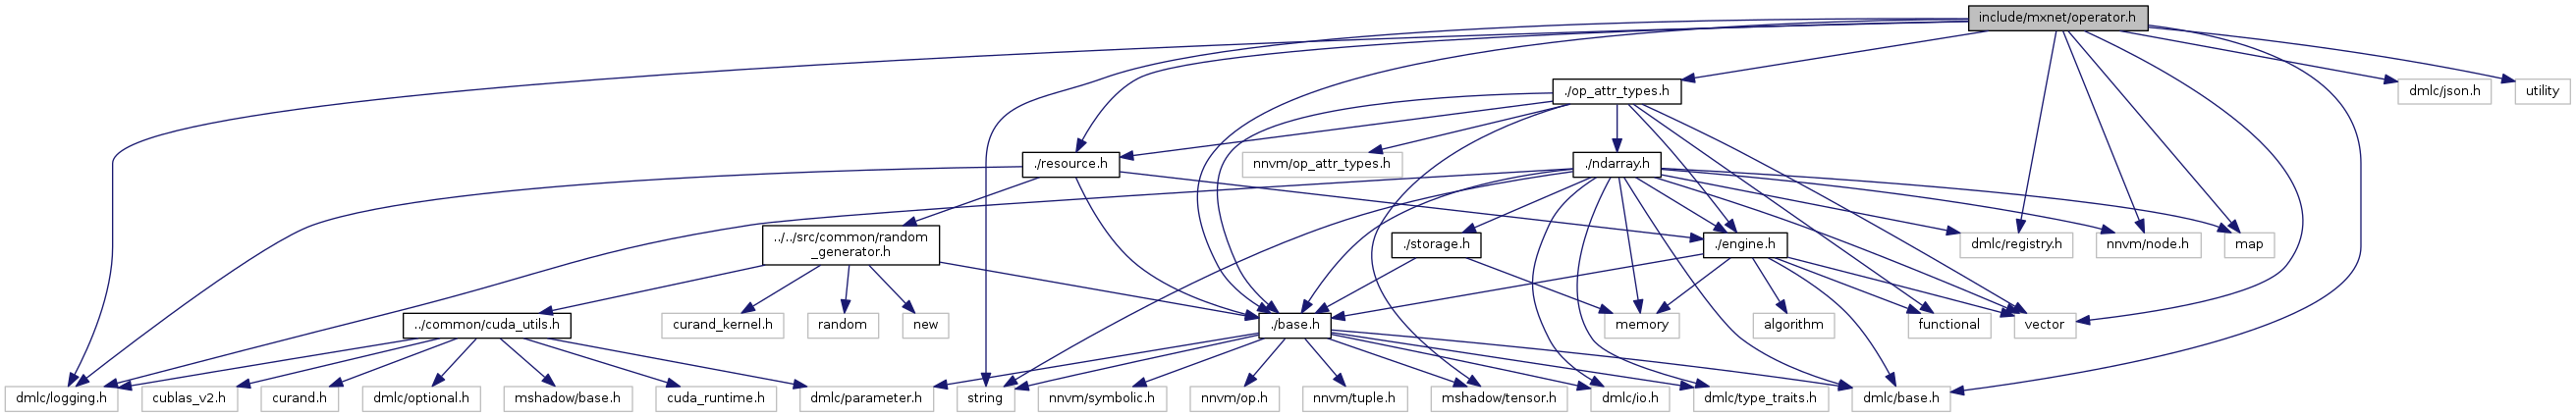 include/mxnet/operator.h
./op_attr_types.h
dmlc/json.h
utility
./resource.h
nnvm/op_attr_types.h
./ndarray.h
../../src/common/random
_generator.h
./storage.h
./engine.h
dmlc/registry.h
nnvm/node.h
map
../common/cuda_utils.h
curand_kernel.h
random
new
./base.h
memory
algorithm
functional
vector
dmlc/logging.h
cublas_v2.h
curand.h
dmlc/optional.h
mshadow/base.h
cuda_runtime.h
dmlc/parameter.h
string
nnvm/symbolic.h
nnvm/op.h
nnvm/tuple.h
mshadow/tensor.h
dmlc/io.h
dmlc/type_traits.h
dmlc/base.h